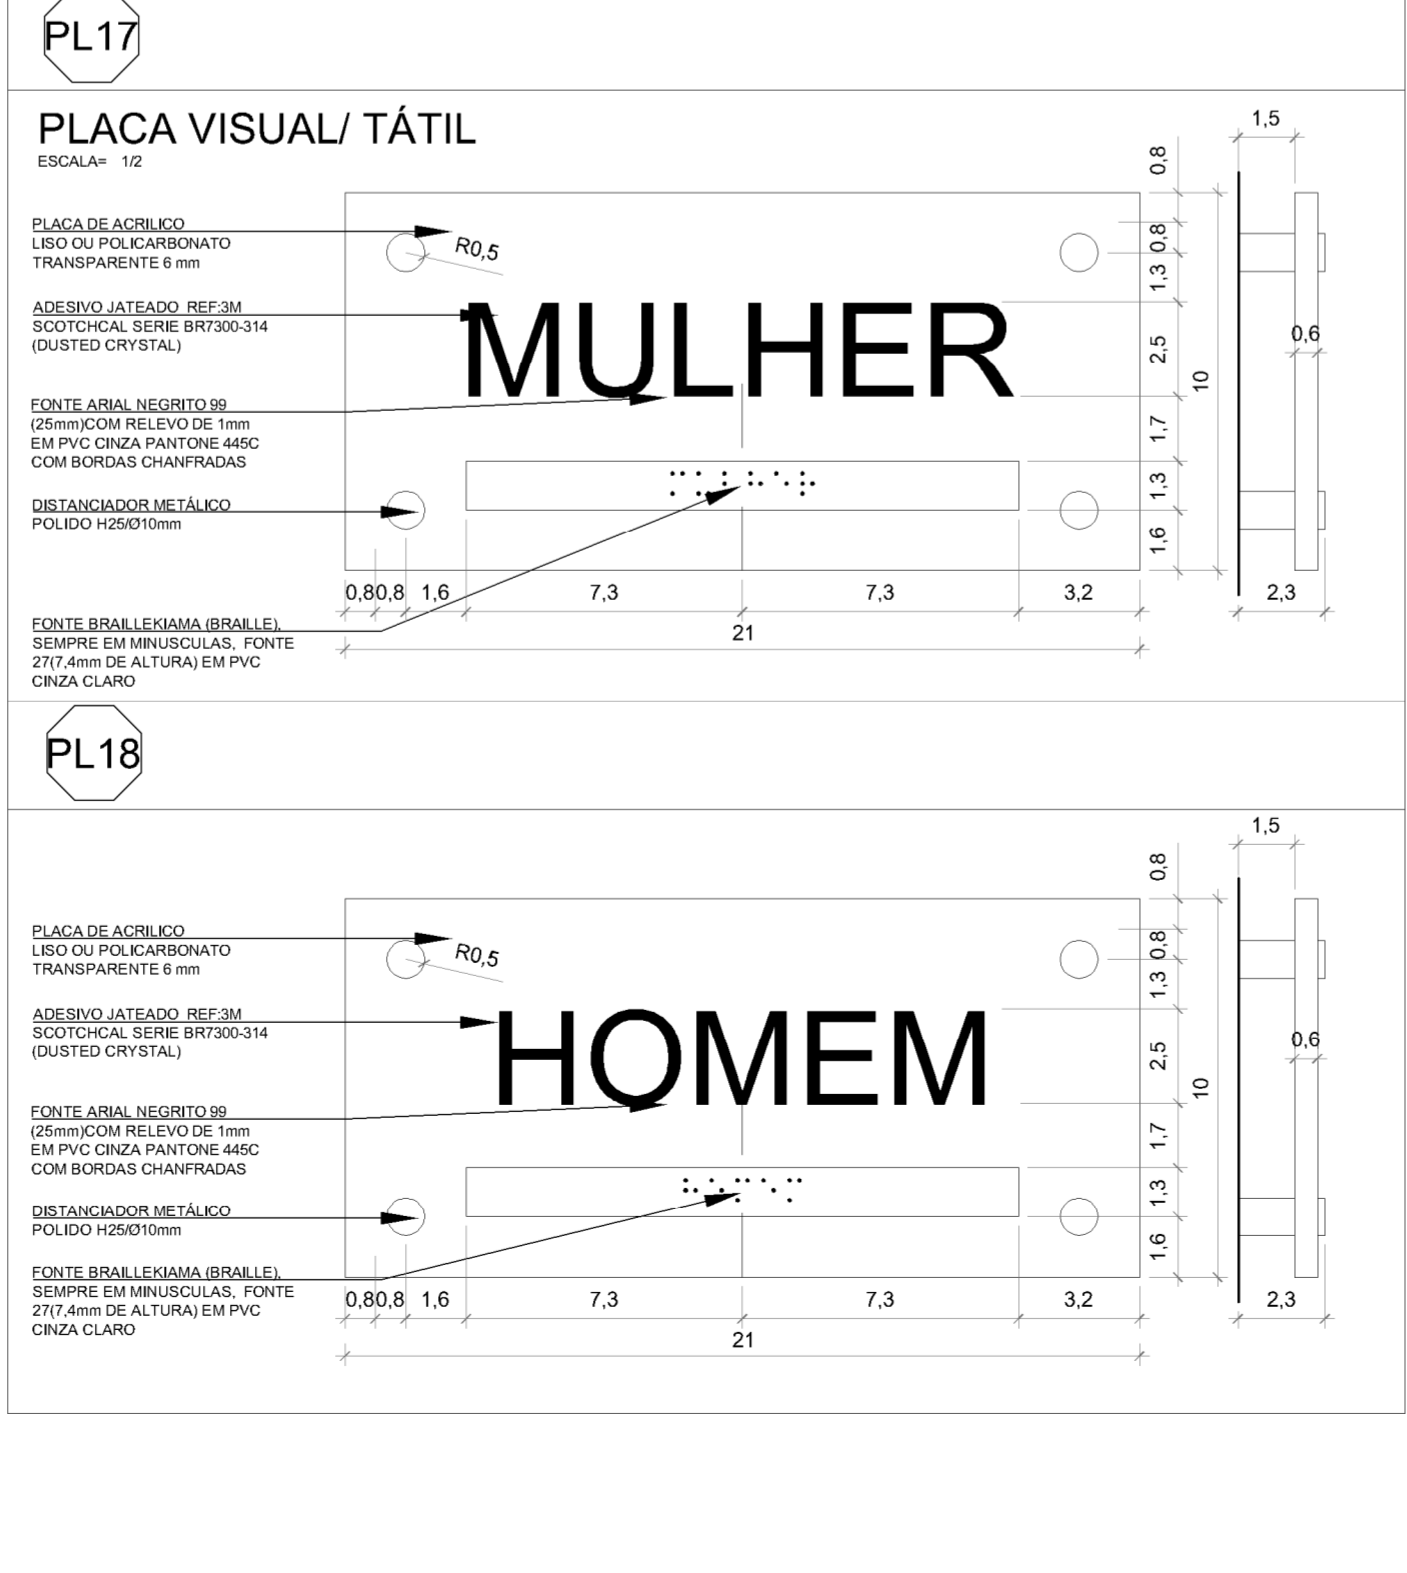 PL17
PLACA VISUAL/ TÁTIL
ESCALA= 1/2
PLACA DE ACRILICO
LISO OU POLICARBONATO
TRANSPARENTE 6 mm
ADESIVO JATEADO REF:3M
SCOTCHCAL SERIE BR7300-314
(DUSTED CRYSTAL)
FONTE ARIAL NEGRITO 99
(25mm)COM RELEVO DE 1mm
EM PVC CINZA PANTONE 445C
COM BORDAS CHANFRADAS
DISTANCIADOR METÁLICO
POLIDO H25/Ø10mm
FONTE BRAILLEKIAMA (BRAILLE),
SEMPRE EM MINUSCULAS, FONTE
27(7,4mm DE ALTURA) EM PVC
CINZA CLARO
R0,5
MULHER
⠍⠥⠇⠓⠑⠗
0,8
0,8
1,3
2,5
1,7
1,3
1,6
10
0,8 0,8 1,6 7,3 7,3 3,2
21
1,5
0,6
2,3
PL18
PLACA DE ACRILICO
LISO OU POLICARBONATO
TRANSPARENTE 6 mm
ADESIVO JATEADO REF:3M
SCOTCHCAL SERIE BR7300-314
(DUSTED CRYSTAL)
FONTE ARIAL NEGRITO 99
(25mm)COM RELEVO DE 1mm
EM PVC CINZA PANTONE 445C
COM BORDAS CHANFRADAS
DISTANCIADOR METÁLICO
POLIDO H25/Ø10mm
FONTE BRAILLEKIAMA (BRAILLE),
SEMPRE EM MINUSCULAS, FONTE
27(7,4mm DE ALTURA) EM PVC
CINZA CLARO
R0,5
HOMEM
⠓⠕⠍⠑⠍
0,8
0,8
1,3
2,5
1,7
1,3
1,6
10
0,8 0,8 1,6 7,3 7,3 3,2
21
1,5
0,6
2,3